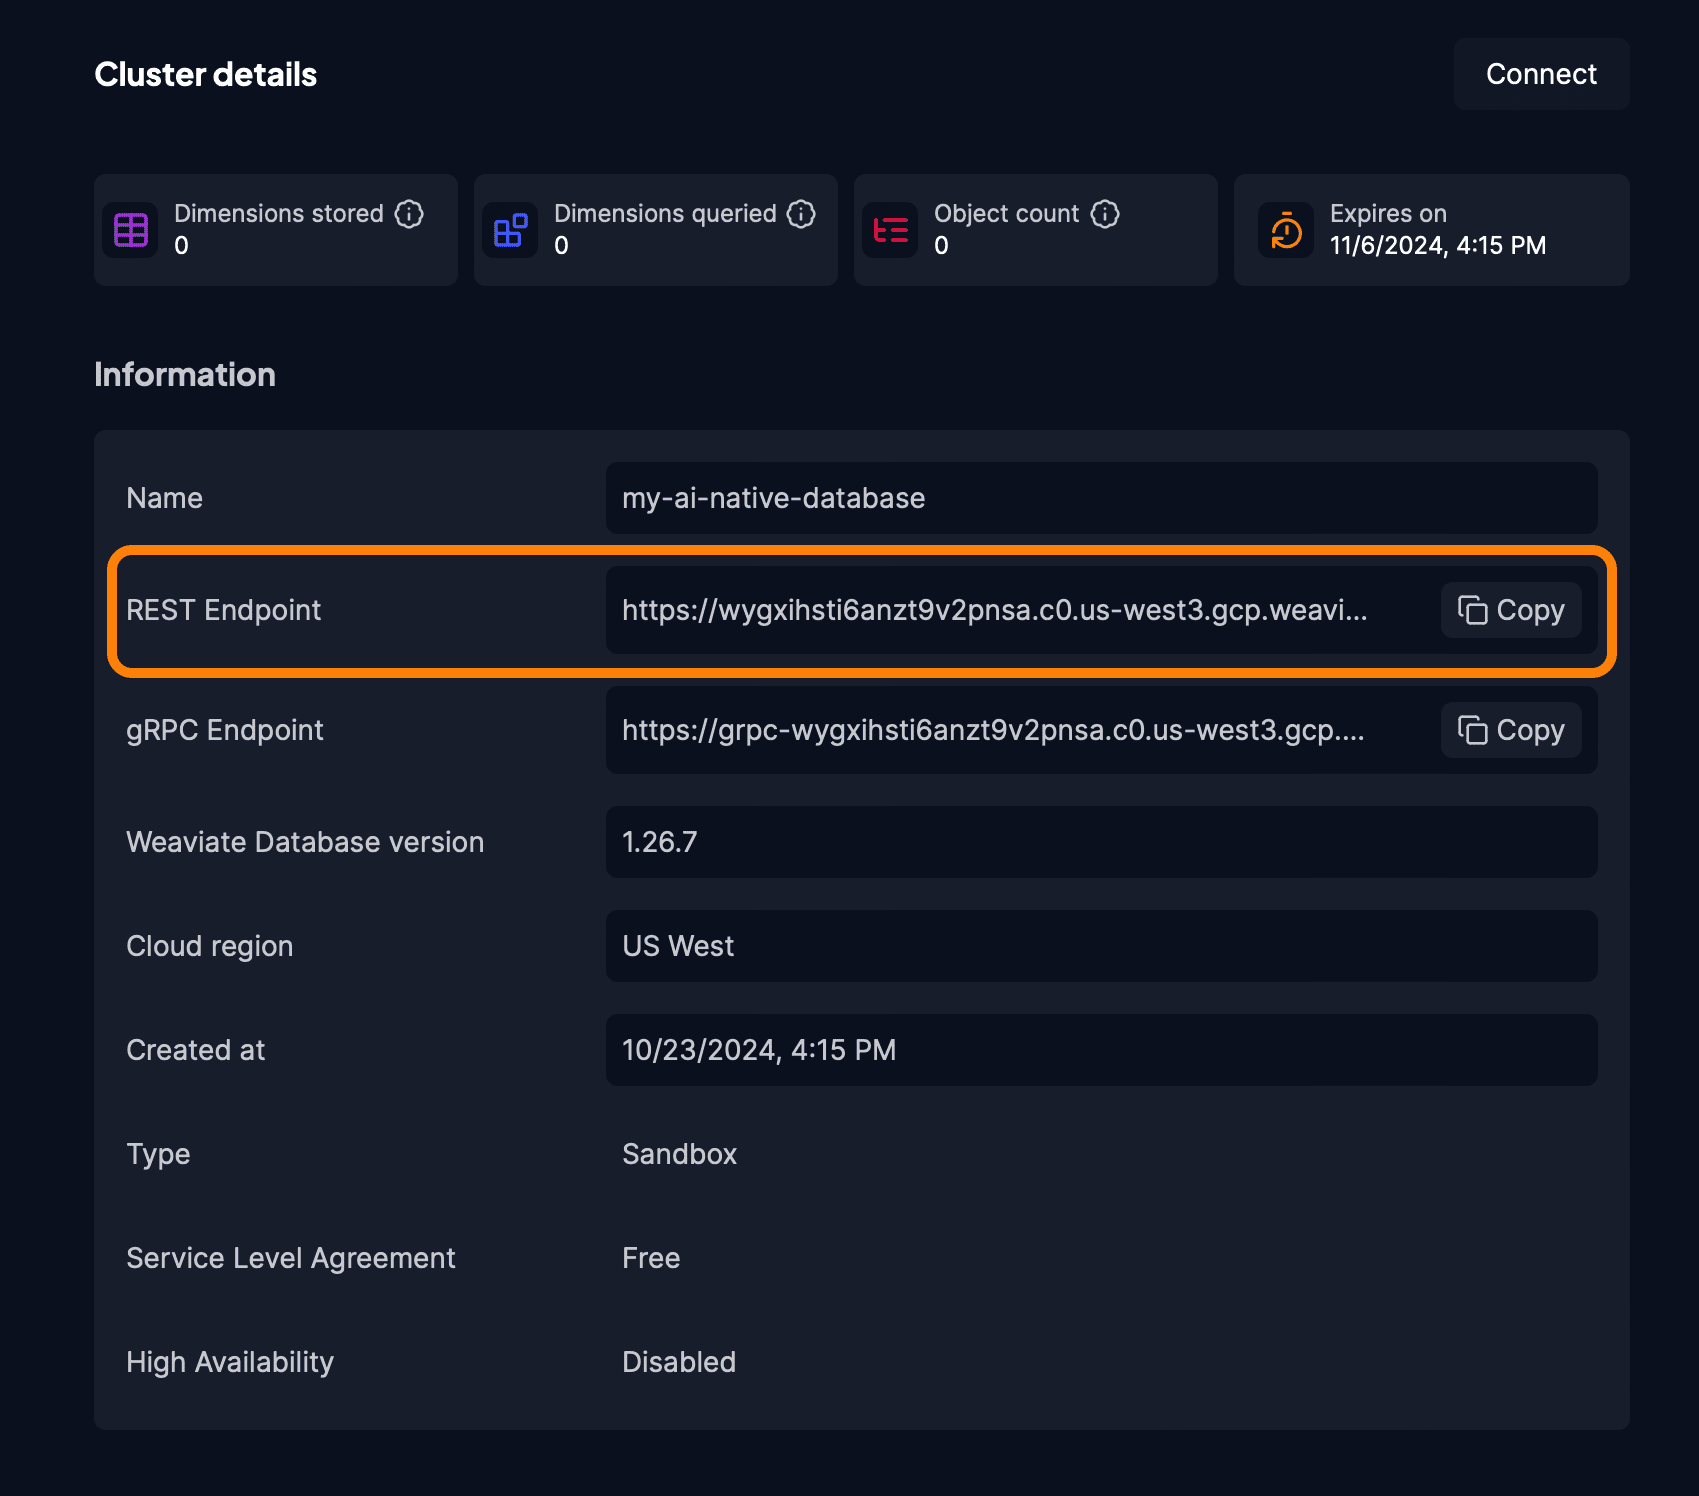 Cluster details
Connect
Dimensions stored
0
Dimensions queried
0
Object count
0
Expires on
11/6/2024, 4:15 PM
Information
Name my-ai-native-database
REST Endpoint https://wygxihsti6anzt9v2pnsa.c0.us-west3.gcp.weavi... Copy
gRPC Endpoint https://grpc-wygxihsti6anzt9v2pnsa.c0.us-west3.gcp.... Copy
Weaviate Database version 1.26.7
Cloud region US West
Created at 10/23/2024, 4:15 PM
Type Sandbox
Service Level Agreement Free
High Availability Disabled